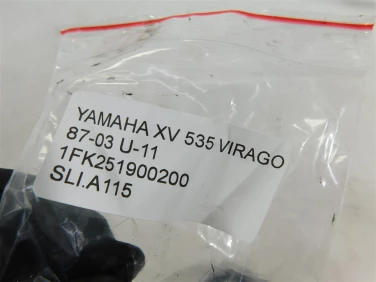 YAMAHA XV 535 VIRAGO
87-03 U-11
1FK251900200
SLI.A115